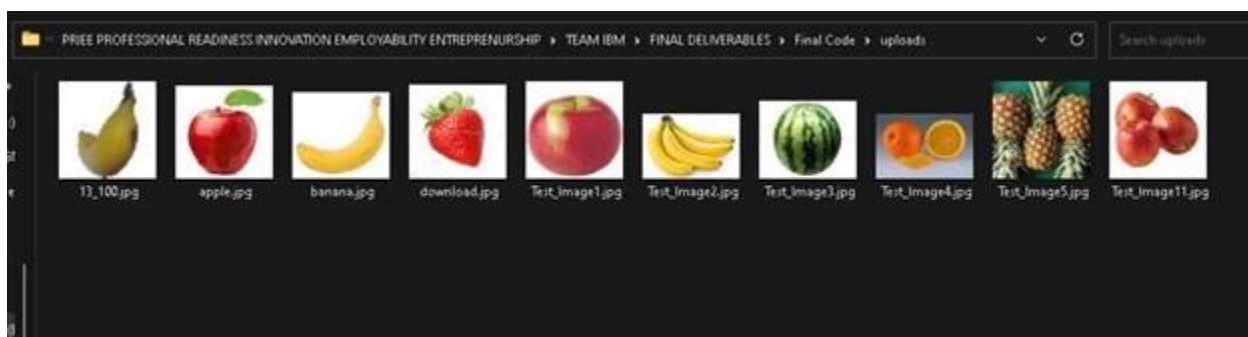 PRIEE PROFESSIONAL READINESS INNOVATION EMPLOYABILITY ENTREPRENURSHIP › TEAM IBM › FINAL DELIVERABLES › Final Code › uploads
Search uploads
13_100.jpg
apple.jpg
banana.jpg
download.jpg
Test_Image1.jpg
Test_Image2.jpg
Test_Image3.jpg
Test_Image4.jpg
Test_Image5.jpg
Test_Image11.jpg